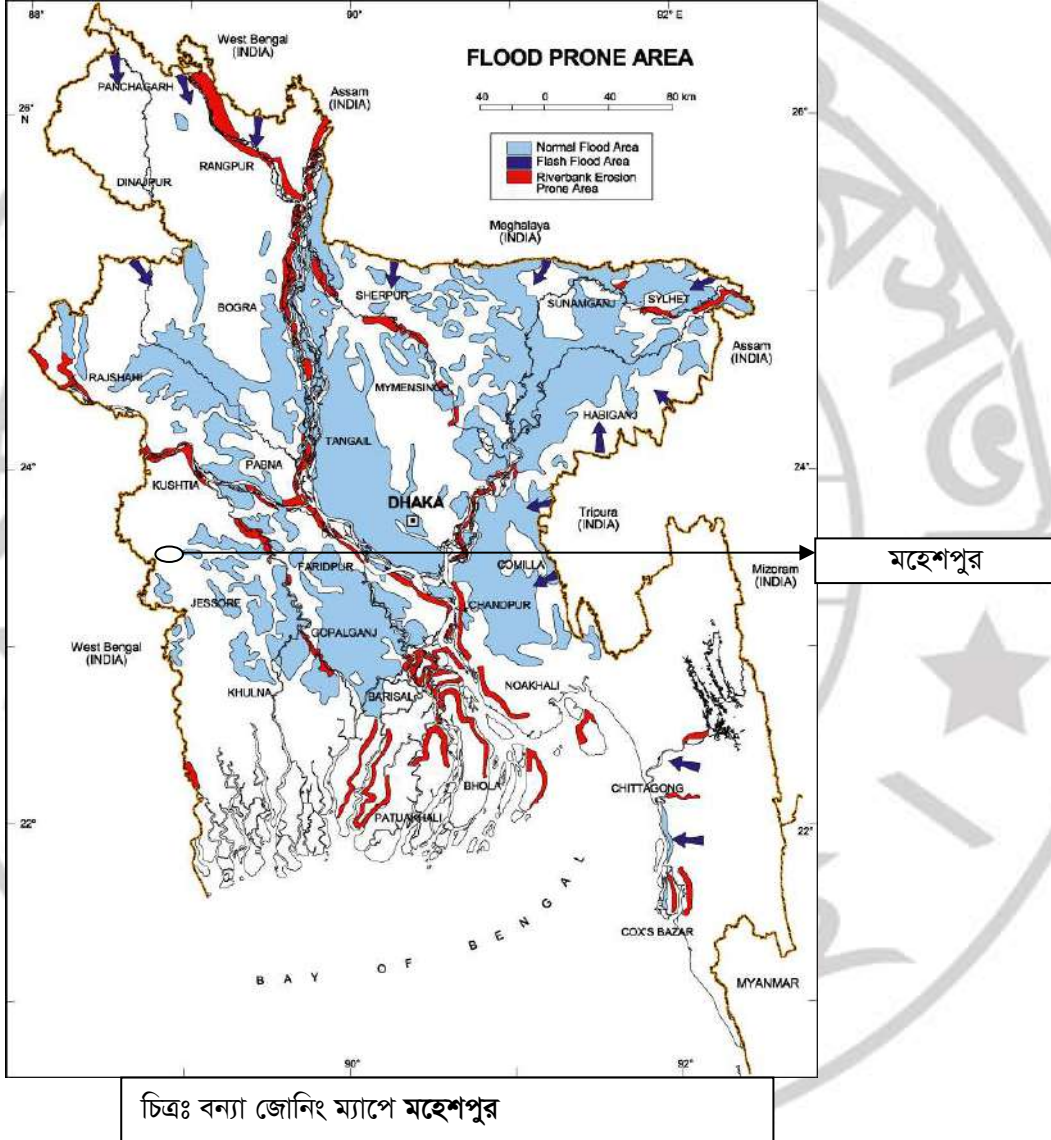 88°
90°
92° E
West Bengal
(INDIA)
FLOOD PRONE AREA
PANCHAGARH
Assam
(INDIA)
40 0 40 80 km
26°
N
26°
Normal Flood Area
Flash Flood Area
Riverbank Erosion
Prone Area
RANGPUR
DINAJPUR
Meghalaya
(INDIA)
SHERPUR
SUNAMGANJ
SYLHET
BOGRA
Assam
(INDIA)
RAJSHAHI
MYMENSINGH
HABIGANJ
TANGAIL
PABNA
24°
24°
KUSHTIA
DHAKA
Tripura
(INDIA)
মহেশপুর
FARIDPUR
COMILLA
Mizoram
(INDIA)
JESSORE
CHANDPUR
GOPALGANJ
West Bengal
(INDIA)
KHULNA
BARISAL
NOAKHALI
BHOLA
CHITTAGONG
PATUAKHALI
22°
22°
COX'S BAZAR
BAY OF BENGAL
MYANMAR
90°
92°
চিত্রঃ বন্যা জোনিং ম্যাপে মহেশপুর